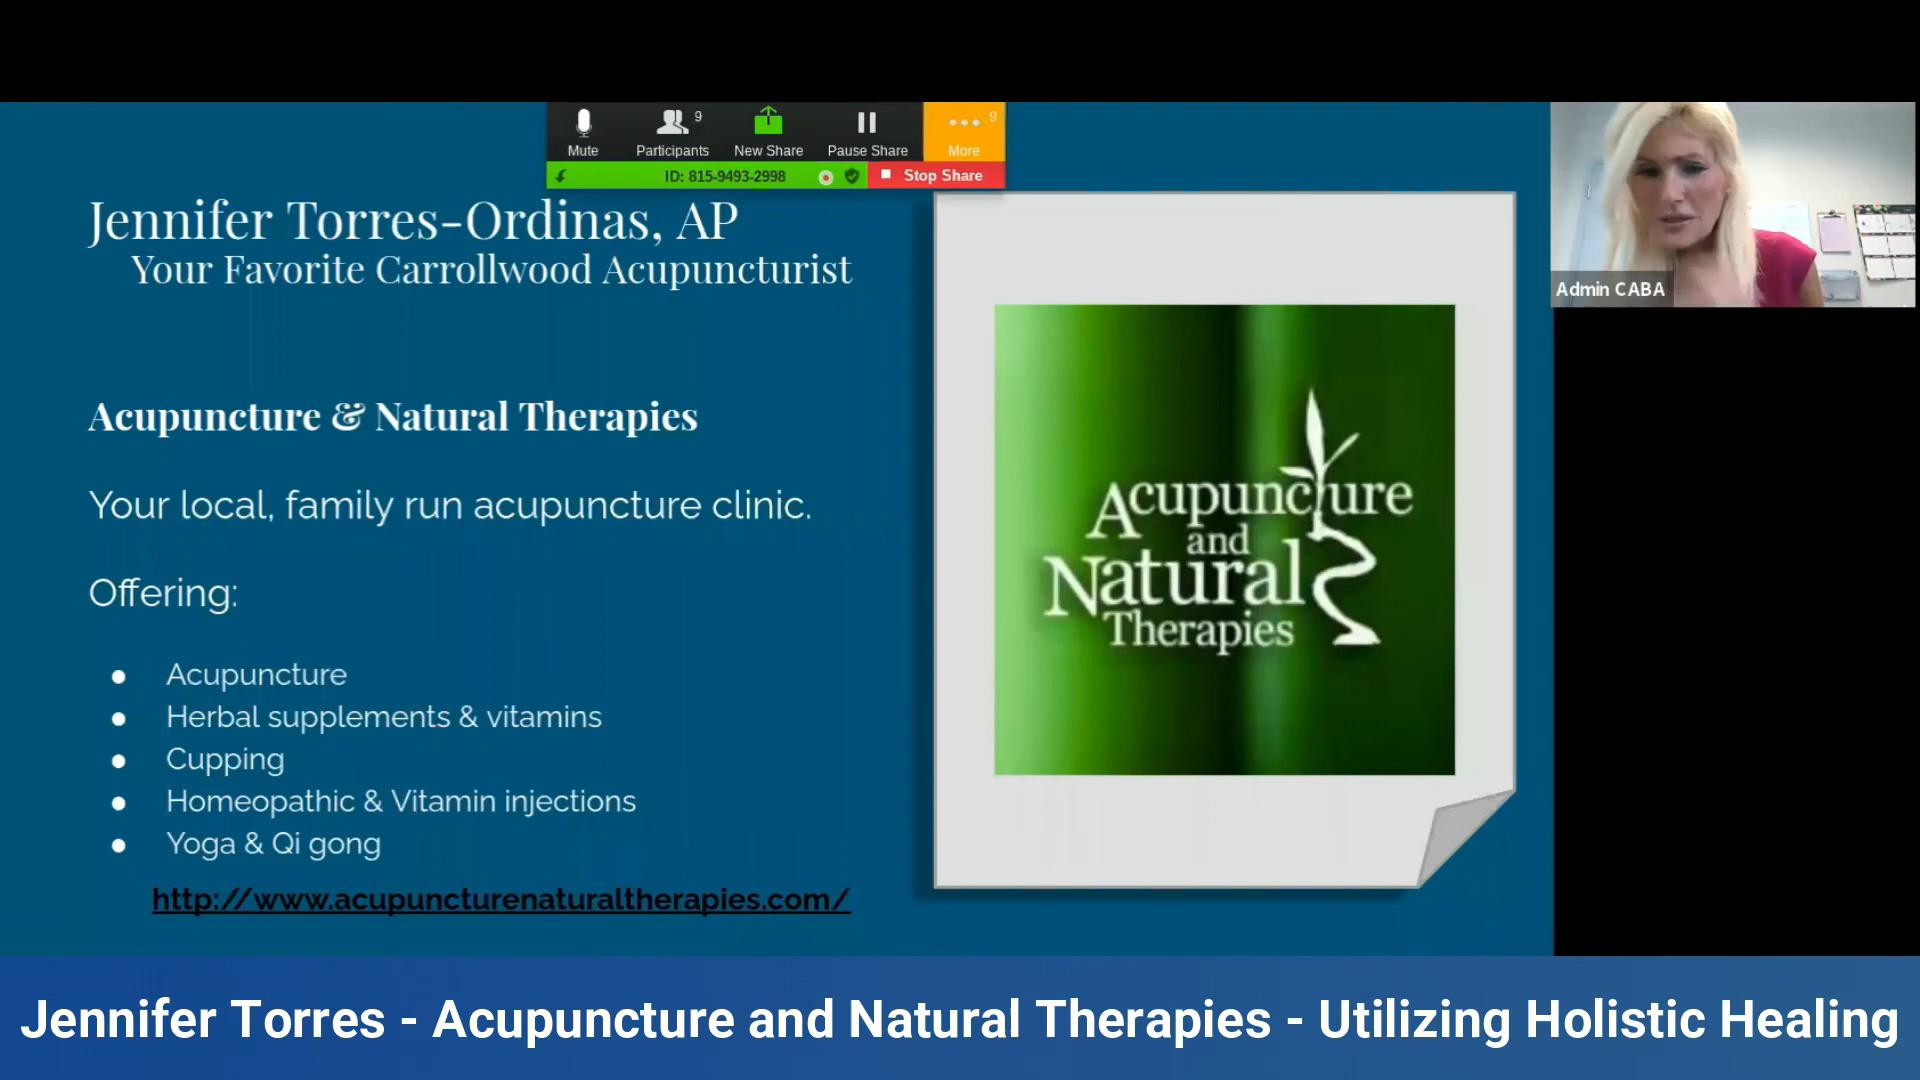 Mute
Participants
9
New Share
Pause Share
More
9
ID: 815-9493-2998
Stop Share
Jennifer Torres-Ordinas, AP
Your Favorite Carrollwood Acupuncturist
Acupuncture & Natural Therapies
Your local, family run acupuncture clinic.
Offering:
● Acupuncture
● Herbal supplements & vitamins
● Cupping
● Homeopathic & Vitamin injections
● Yoga & Qi gong
http://www.acupuncturenaturaltherapies.com/
Acupuncture
and
Natural
Therapies
Admin CABA
Jennifer Torres - Acupuncture and Natural Therapies - Utilizing Holistic Healing